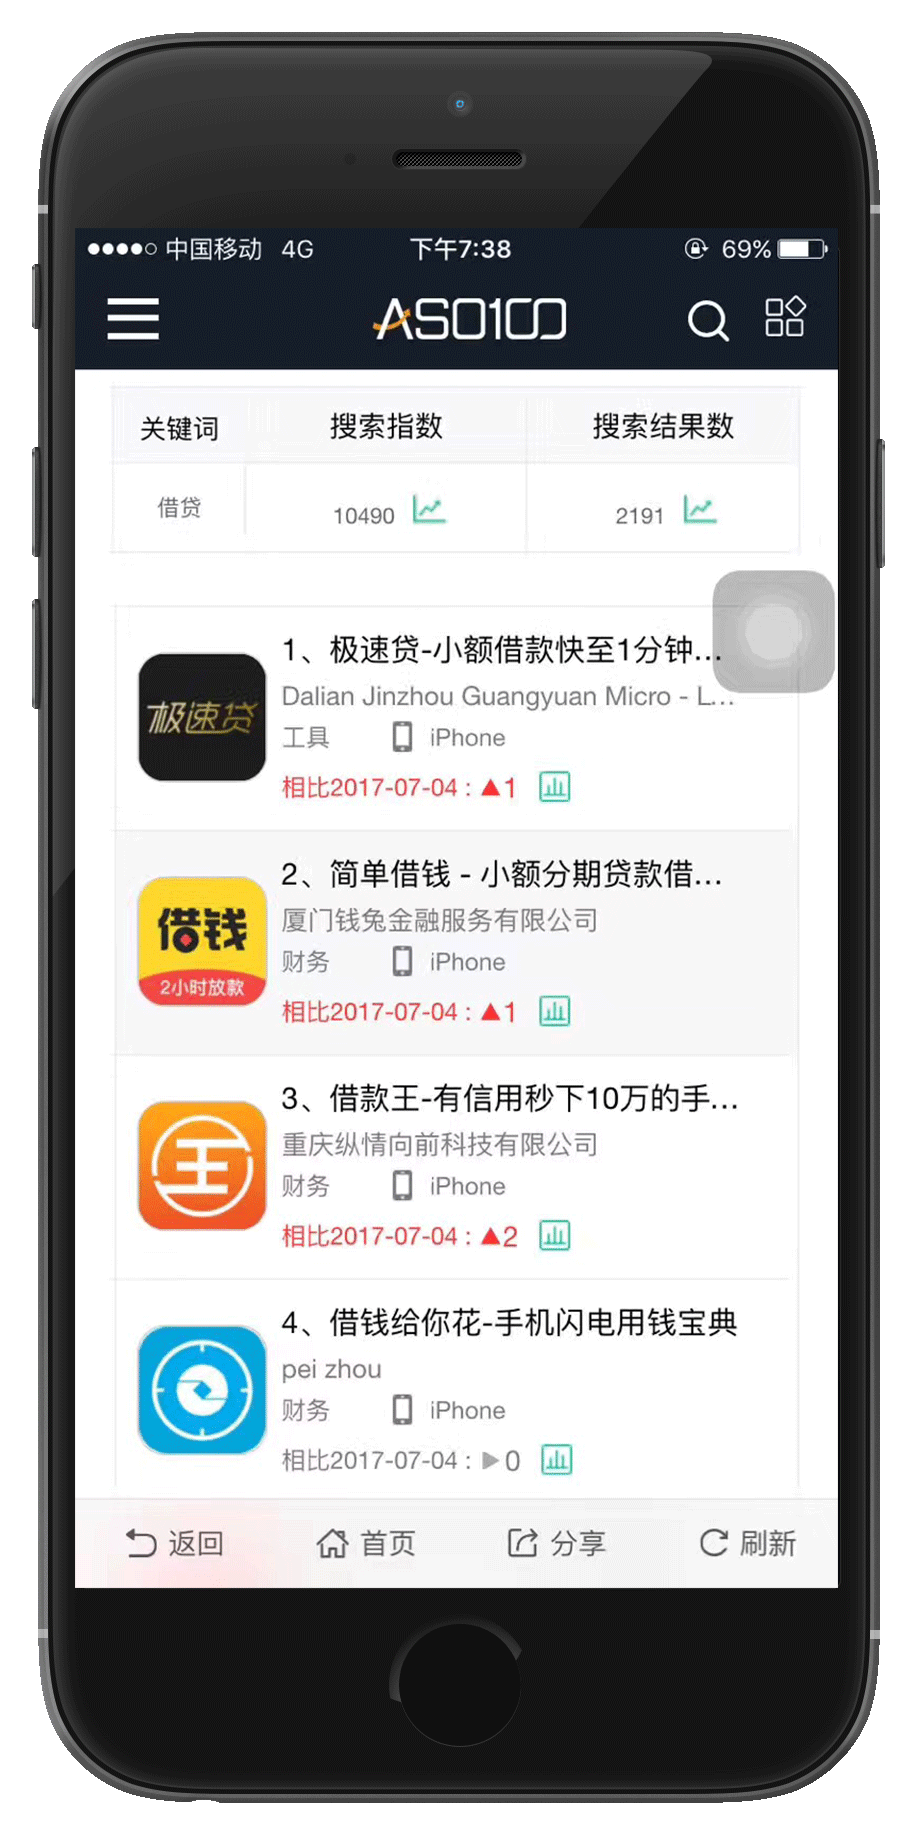 中国移动 4G 下午7:38 69%
ASO100
关键词 搜索指数 搜索结果数
借贷 10490 2191
极速贷
1、极速贷-小额借款快至1分钟...
Dalian Jinzhou Guangyuan Micro - L...
工具 iPhone
相比2017-07-04 : ▲1
借钱
2小时放款
2、简单借钱 - 小额分期贷款借...
厦门钱兔金融服务有限公司
财务 iPhone
相比2017-07-04 : ▲1
王
3、借款王-有信用秒下10万的手...
重庆纵情向前科技有限公司
财务 iPhone
相比2017-07-04 : ▲2
4、借钱给你花-手机闪电用钱宝典
pei zhou
财务 iPhone
相比2017-07-04 : ▶0
返回 首页 分享 刷新